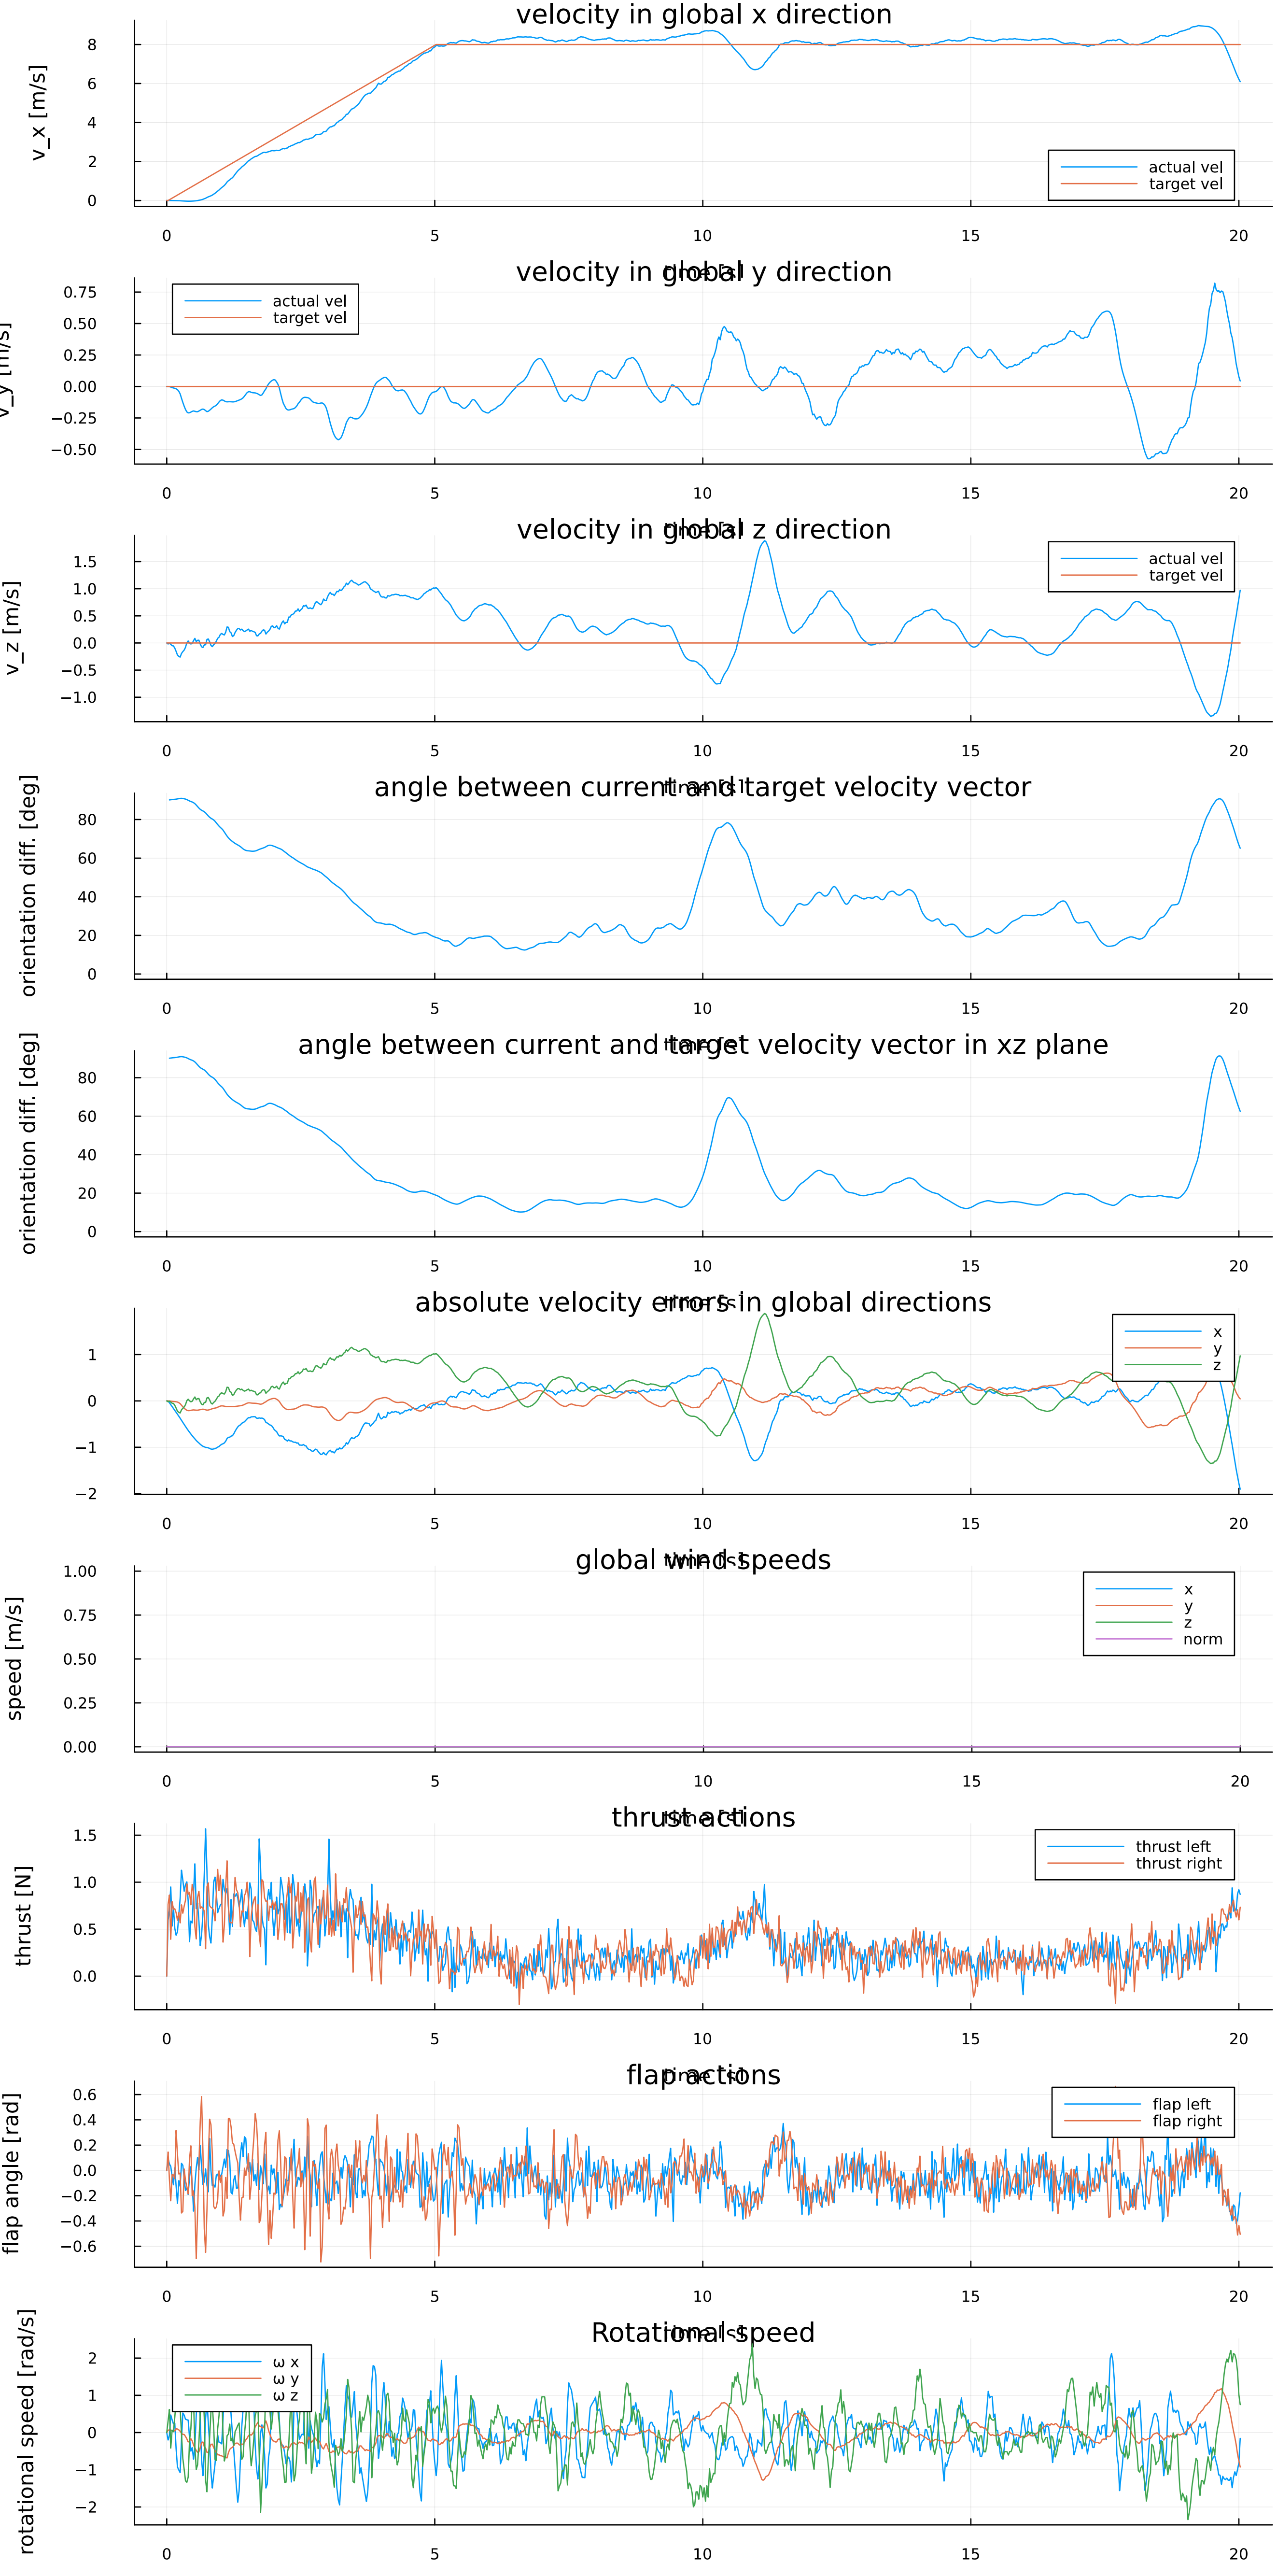 velocity in global x direction
v_x [m/s]
8
6
4
2
0
actual vel
target vel
0 5 10 15 20
time [s]
velocity in global y direction
v_y [m/s]
0.75
0.50
0.25
0.00
−0.25
−0.50
actual vel
target vel
0 5 10 15 20
time [s]
velocity in global z direction
v_z [m/s]
1.5
1.0
0.5
0.0
−0.5
−1.0
actual vel
target vel
0 5 10 15 20
time [s]
angle between current and target velocity vector
orientation diff. [deg]
80
60
40
20
0
0 5 10 15 20
time [s]
angle between current and target velocity vector in xz plane
orientation diff. [deg]
80
60
40
20
0
0 5 10 15 20
time [s]
absolute velocity errors in global directions
1
0
−1
−2
x
y
z
0 5 10 15 20
time [s]
global wind speeds
speed [m/s]
1.00
0.75
0.50
0.25
0.00
x
y
z
norm
0 5 10 15 20
time [s]
thrust actions
thrust [N]
1.5
1.0
0.5
0.0
thrust left
thrust right
0 5 10 15 20
time [s]
flap actions
flap angle [rad]
0.6
0.4
0.2
0.0
−0.2
−0.4
−0.6
flap left
flap right
0 5 10 15 20
time [s]
Rotational speed
rotational speed [rad/s]
2
1
0
−1
−2
ω x
ω y
ω z
0 5 10 15 20